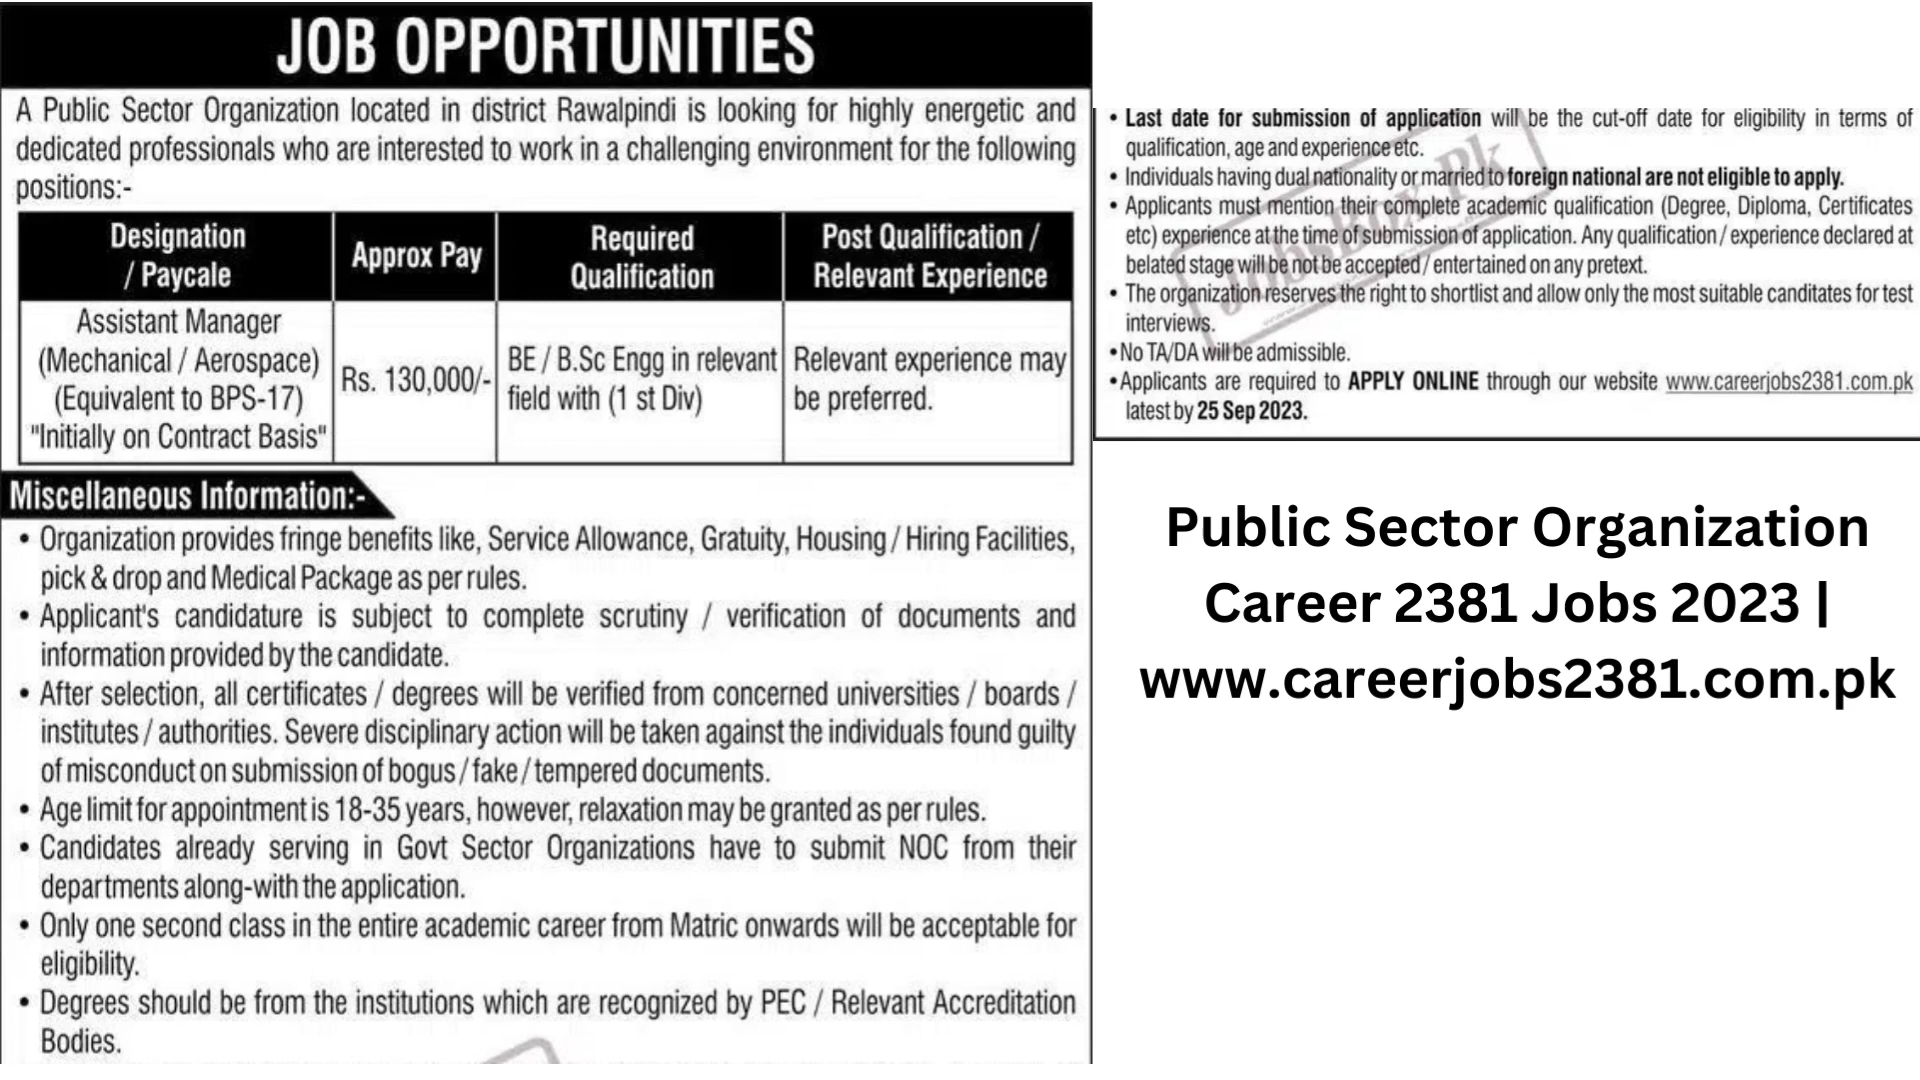 JOB OPPORTUNITIES
A Public Sector Organization located in district Rawalpindi is looking for highly energetic and
dedicated professionals who are interested to work in a challenging environment for the following
positions:-
Designation
/ Paycale
Approx Pay
Required
Qualification
Post Qualification /
Relevant Experience
Assistant Manager
(Mechanical / Aerospace)
(Equivalent to BPS-17)
"Initially on Contract Basis"
Rs. 130,000/-
BE / B.Sc Engg in relevant
field with (1 st Div)
Relevant experience may
be preferred.
Miscellaneous Information:-
• Organization provides fringe benefits like, Service Allowance, Gratuity, Housing / Hiring Facilities,
pick & drop and Medical Package as per rules.
• Applicant's candidature is subject to complete scrutiny / verification of documents and
information provided by the candidate.
• After selection, all certificates / degrees will be verified from concerned universities / boards /
institutes / authorities. Severe disciplinary action will be taken against the individuals found guilty
of misconduct on submission of bogus / fake / tempered documents.
• Age limit for appointment is 18-35 years, however, relaxation may be granted as per rules.
• Candidates already serving in Govt Sector Organizations have to submit NOC from their
departments along-with the application.
• Only one second class in the entire academic career from Matric onwards will be acceptable for
eligibility.
• Degrees should be from the institutions which are recognized by PEC / Relevant Accreditation
Bodies.
• Last date for submission of application will be the cut-off date for eligibility in terms of
qualification, age and experience etc.
• Individuals having dual nationality or married to foreign national are not eligible to apply.
• Applicants must mention their complete academic qualification (Degree, Diploma, Certificates
etc) experience at the time of submission of application. Any qualification / experience declared at
belated stage will be not be accepted / entertained on any pretext.
• The organization reserves the right to shortlist and allow only the most suitable canditates for test
interviews.
• No TA/DA will be admissible.
• Applicants are required to APPLY ONLINE through our website www.careerjobs2381.com.pk
latest by 25 Sep 2023.
JobsBox.Pk
Public Sector Organization
Career 2381 Jobs 2023 |
www.careerjobs2381.com.pk